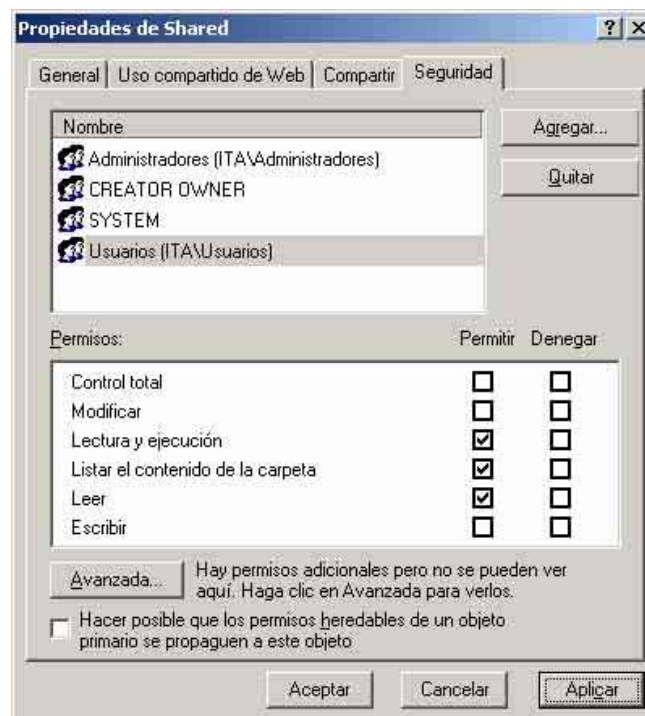 Propiedades de Shared
General Uso compartido de Web Compartir Seguridad
Nombre
Agregar...
Administradores (ITA\Administradores)
CREATOR OWNER
Quitar
SYSTEM
Usuarios (ITA\Usuarios)
Permisos: Permitir Denegar
Control total
Modificar
Lectura y ejecución
Listar el contenido de la carpeta
Leer
Escribir
Avanzada...
Hay permisos adicionales pero no se pueden ver
aquí. Haga clic en Avanzada para verlos.
Hacer posible que los permisos heredables de un objeto
primario se propaguen a este objeto
Aceptar Cancelar Aplicar